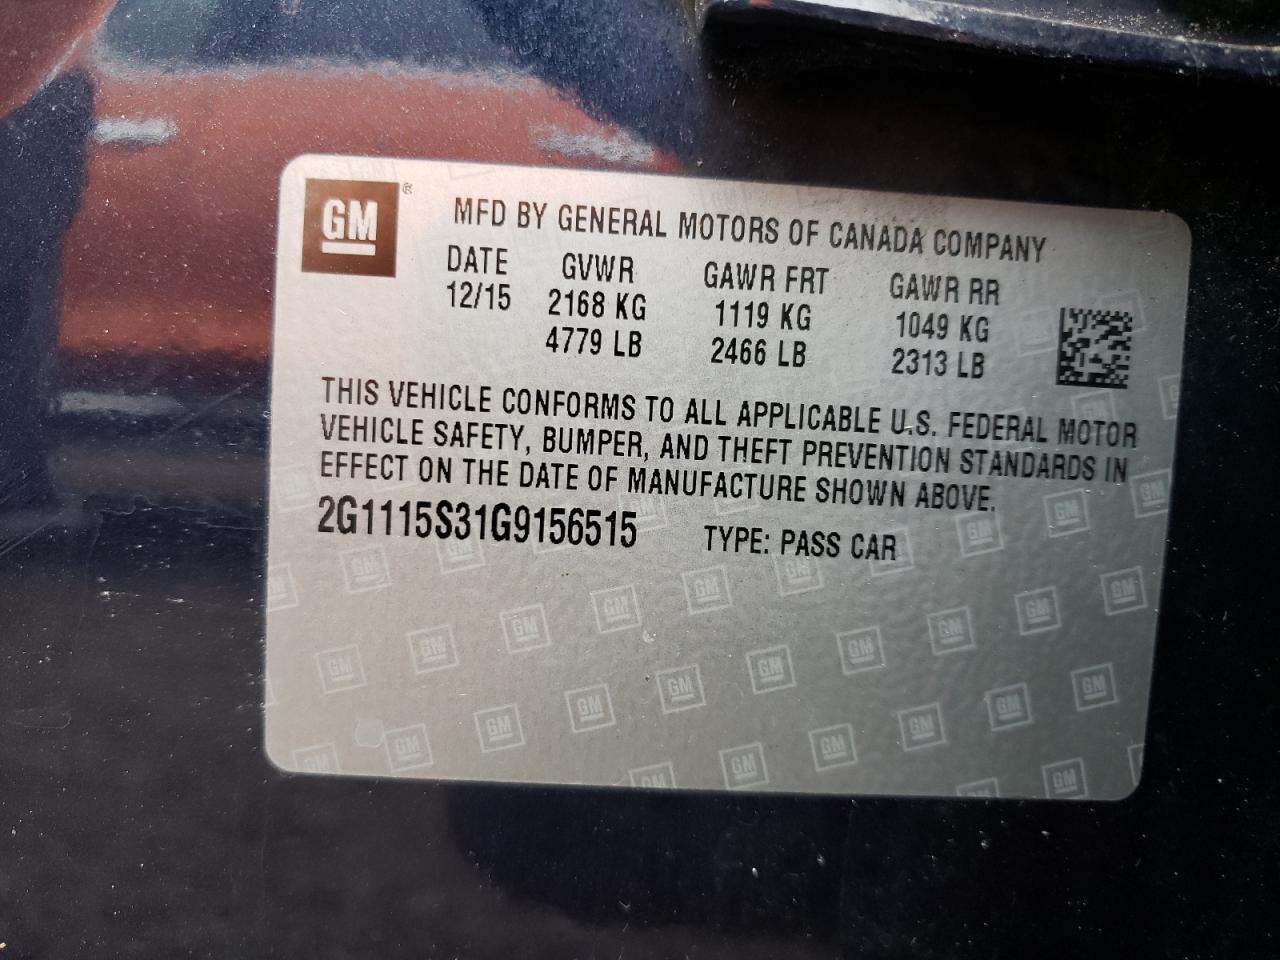 GM®
MFD BY GENERAL MOTORS OF CANADA COMPANY
DATE GVWR GAWR FRT GAWR RR
12/15 2168 KG 1119 KG 1049 KG
4779 LB 2466 LB 2313 LB
THIS VEHICLE CONFORMS TO ALL APPLICABLE U.S. FEDERAL MOTOR
VEHICLE SAFETY, BUMPER, AND THEFT PREVENTION STANDARDS IN
EFFECT ON THE DATE OF MANUFACTURE SHOWN ABOVE.
2G1115S31G9156515 TYPE: PASS CAR